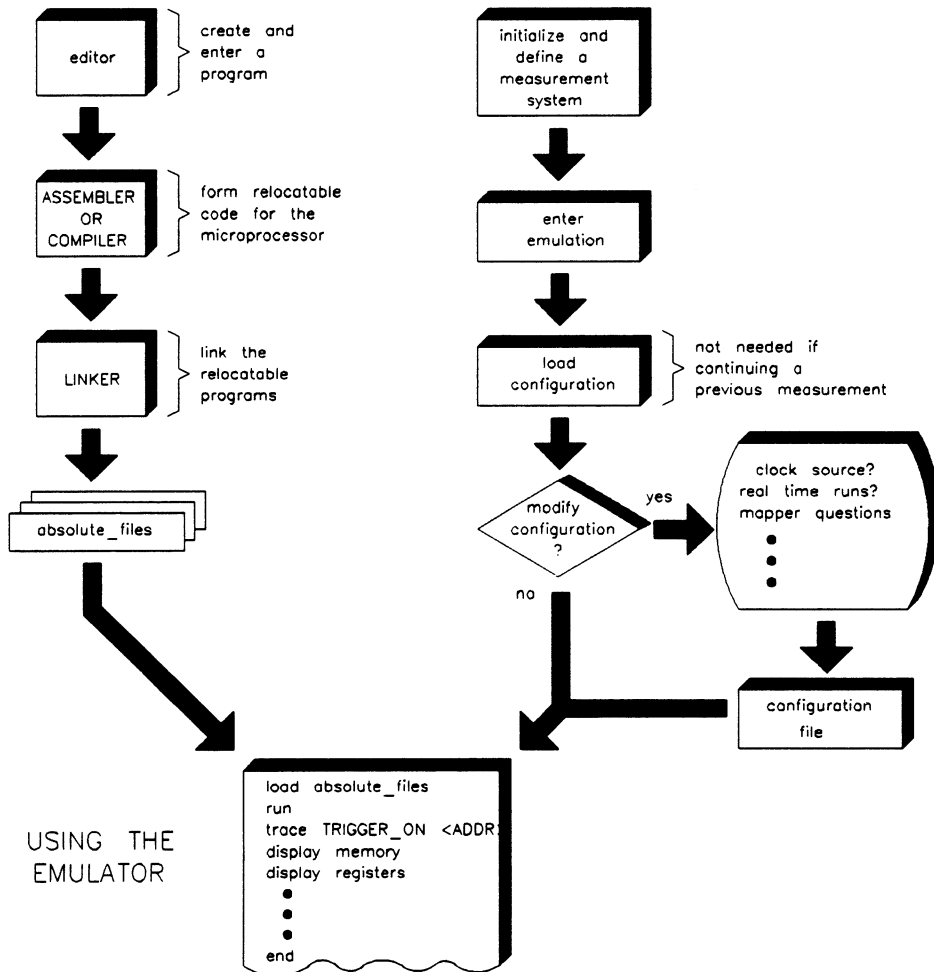 editor
create and
enter a
program
ASSEMBLER
OR
COMPILER
form relocatable
code for the
microprocessor
LINKER
link the
relocatable
programs
absolute_files
initialize and
define a
measurement
system
enter
emulation
load
configuration
not needed if
continuing a
previous measurement
modify
configuration
?
yes
no
clock source?
real time runs?
mapper questions
configuration
file
load absolute_files
run
trace TRIGGER_ON <ADDR>
display memory
display registers
end
USING THE
EMULATOR